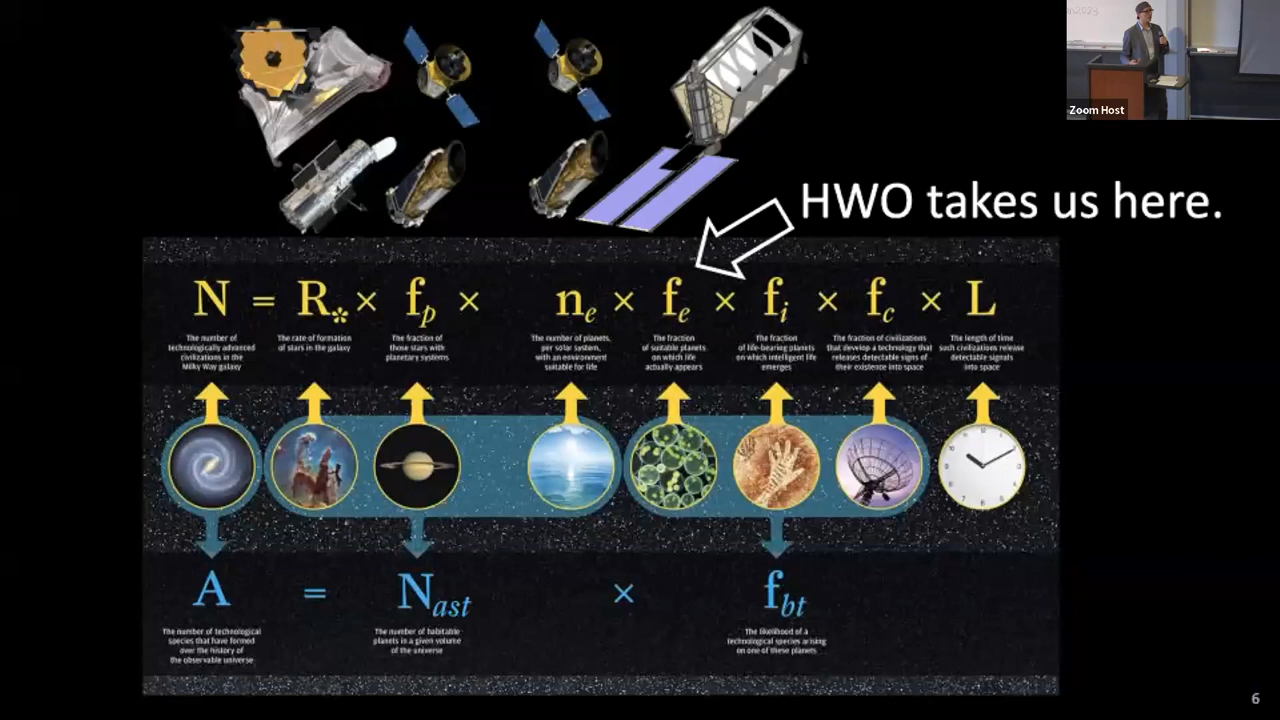 n2023
Zoom Host
HWO takes us here.
N = R* × fp × ne × fe × fi × fc × L
The number of
technologically advanced
civilizations in the
Milky Way galaxy
The rate of formation
of stars in the galaxy
The fraction of
those stars with
planetary systems
The number of planets,
per solar system,
with an environment
suitable for life
The fraction
of suitable planets
on which life
actually appears
The fraction
of life-bearing planets
on which intelligent life
emerges
The fraction of civilizations
that develop a technology that
releases detectable signs of
their existence into space
The length of time
such civilizations release
detectable signals
into space
A = Nast × fbt
The number of technological
species that have formed
over the history of
the observable universe
The number of habitable
planets in a given volume
of the universe
The likelihood of a
technological species arising
on one of these planets
6